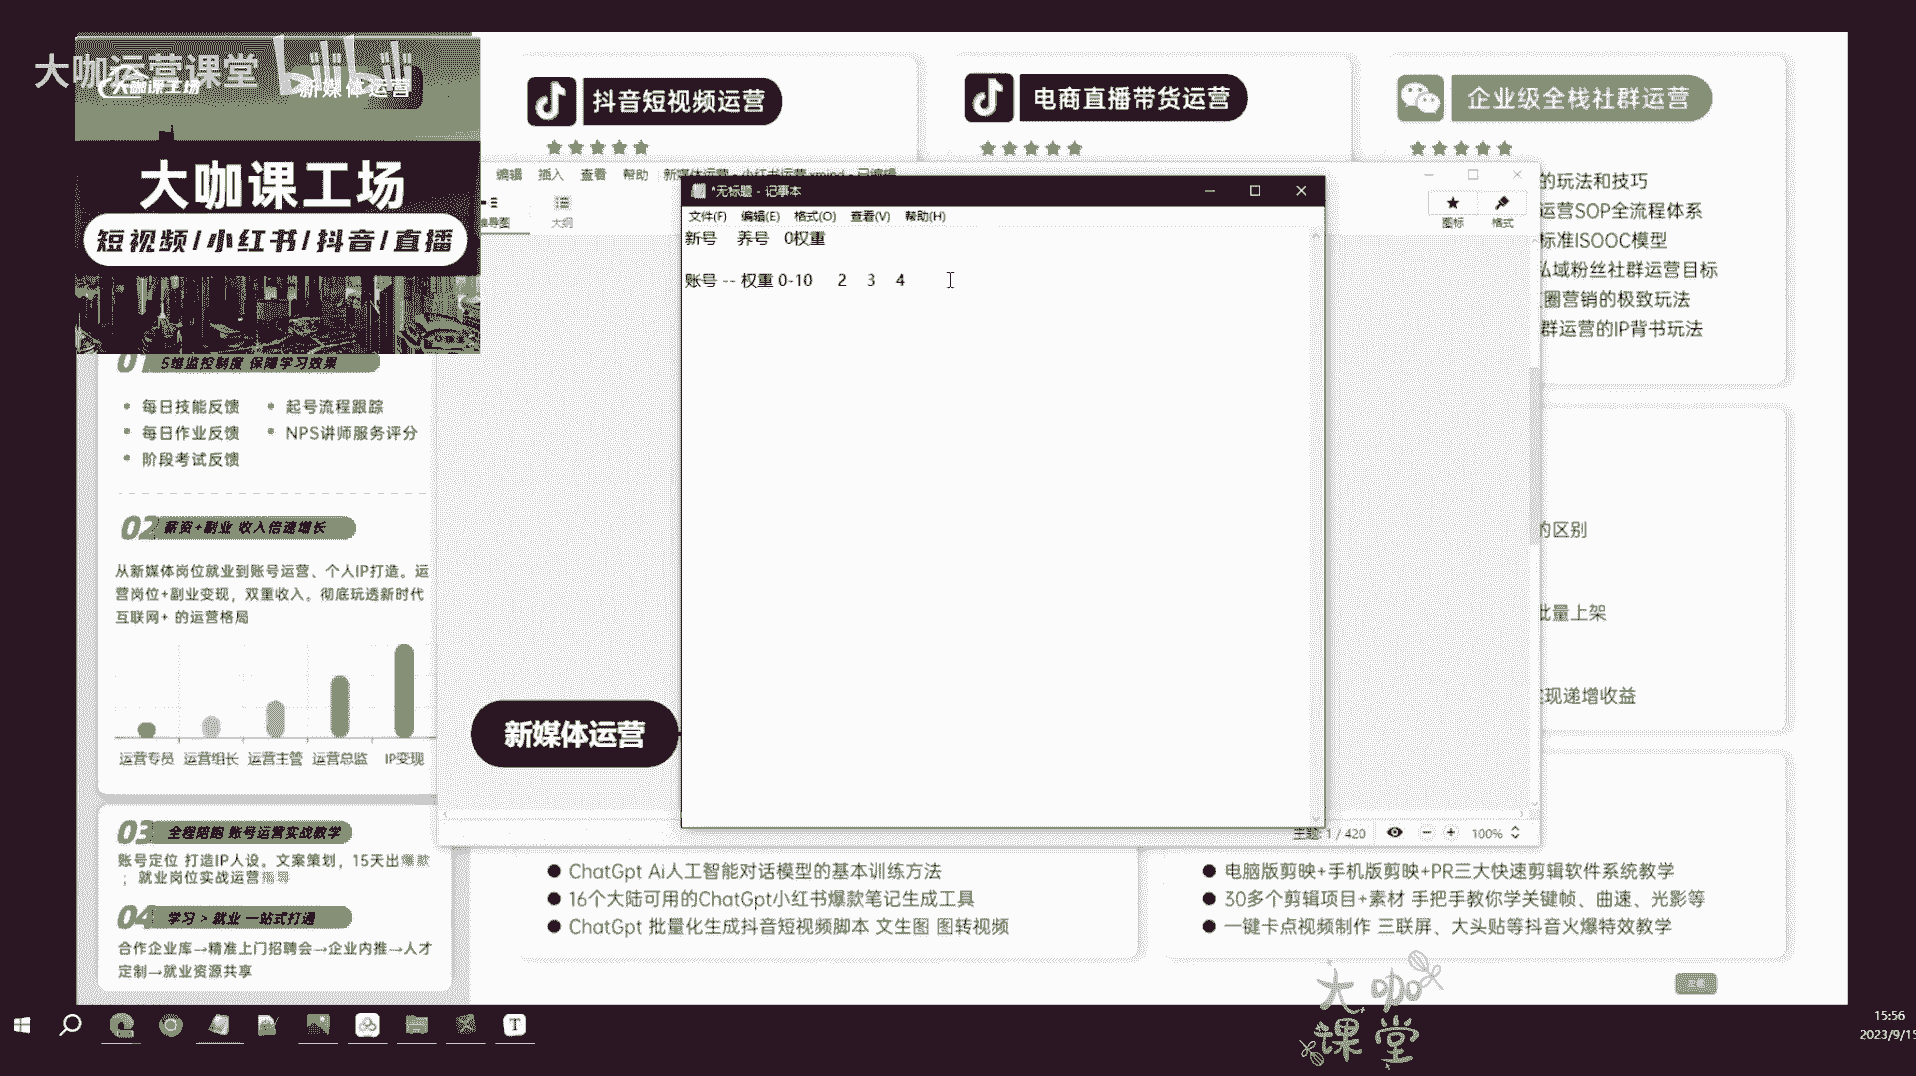 大咖运营课堂
bilibili
大咖课工场
新媒体运营
大咖课工场
短视频/小红书/抖音/直播
抖音短视频运营
电商直播带货运营
企业级全栈社群运营
编辑 插入 查看 帮助
大纲
图标
格式
*无标题 - 记事本
文件(F) 编辑(E) 格式(O) 查看(V) 帮助(H)
新号 养号 0权重
账号 -- 权重 0-10 2 3 4
的玩法和技巧
运营SOP全流程体系
标准ISOOC模型
私域粉丝社群运营目标
圈营销的极致玩法
群运营的IP背书玩法
01 5维监控制度 保障学习效果
每日技能反馈
起号流程跟踪
每日作业反馈
NPS讲师服务评分
阶段考试反馈
02 薪资+副业 收入倍速增长
从新媒体岗位就业到账号运营、个人IP打造。运
营岗位+副业变现，双重收入。彻底玩透新时代
互联网+ 的运营格局
运营专员 运营组长 运营主管 运营总监 IP变现
的区别
批量上架
实现递增收益
新媒体运营
主题: 1 / 420
100%
03 全程陪跑 账号运营实战教学
账号定位 打造IP人设。文案策划，15天出爆款
；就业岗位实战运营指导
04 学习 > 就业 一站式打通
合作企业库→精准上门招聘会→企业内推→人才
定制→就业资源共享
ChatGpt Ai人工智能对话模型的基本训练方法
16个大陆可用的ChatGpt小红书爆款笔记生成工具
ChatGpt 批量化生成抖音短视频脚本 文生图 图转视频
电脑版剪映+手机版剪映+PR三大快速剪辑软件系统教学
30多个剪辑项目+素材 手把手教你学关键帧、曲速、光影等
一键卡点视频制作 三联屏、大头贴等抖音火爆特效教学
大咖
课堂
15:56
2023/9/15